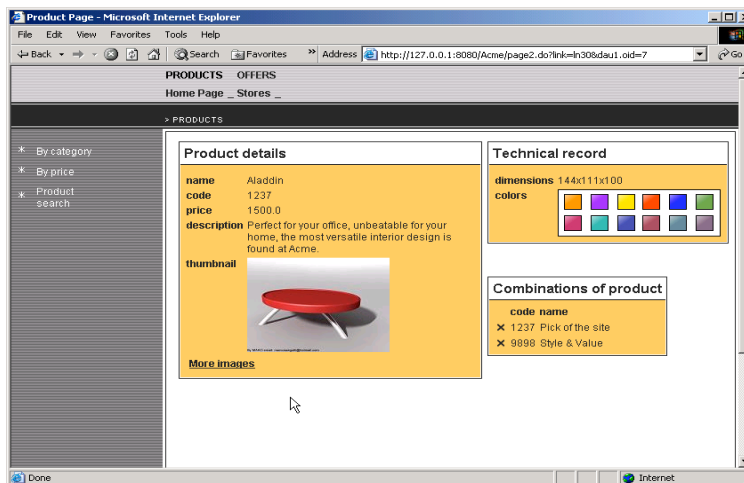 Product Page - Microsoft Internet Explorer
File Edit View Favorites Tools Help
Back Search Favorites » Address http://127.0.0.1:8080/Acme/page2.do?link=ln30&dau1.oid=7 Go
PRODUCTS OFFERS
Home Page _ Stores _
> PRODUCTS
* By category
* By price
* Product
search
Product details
name Aladdin
code 1237
price 1500.0
description Perfect for your office, unbeatable for your
home, the most versatile interior design is
found at Acme.
thumbnail
More images
Technical record
dimensions 144x111x100
colors
Combinations of product
code name
1237 Pick of the site
9898 Style & Value
Done Internet